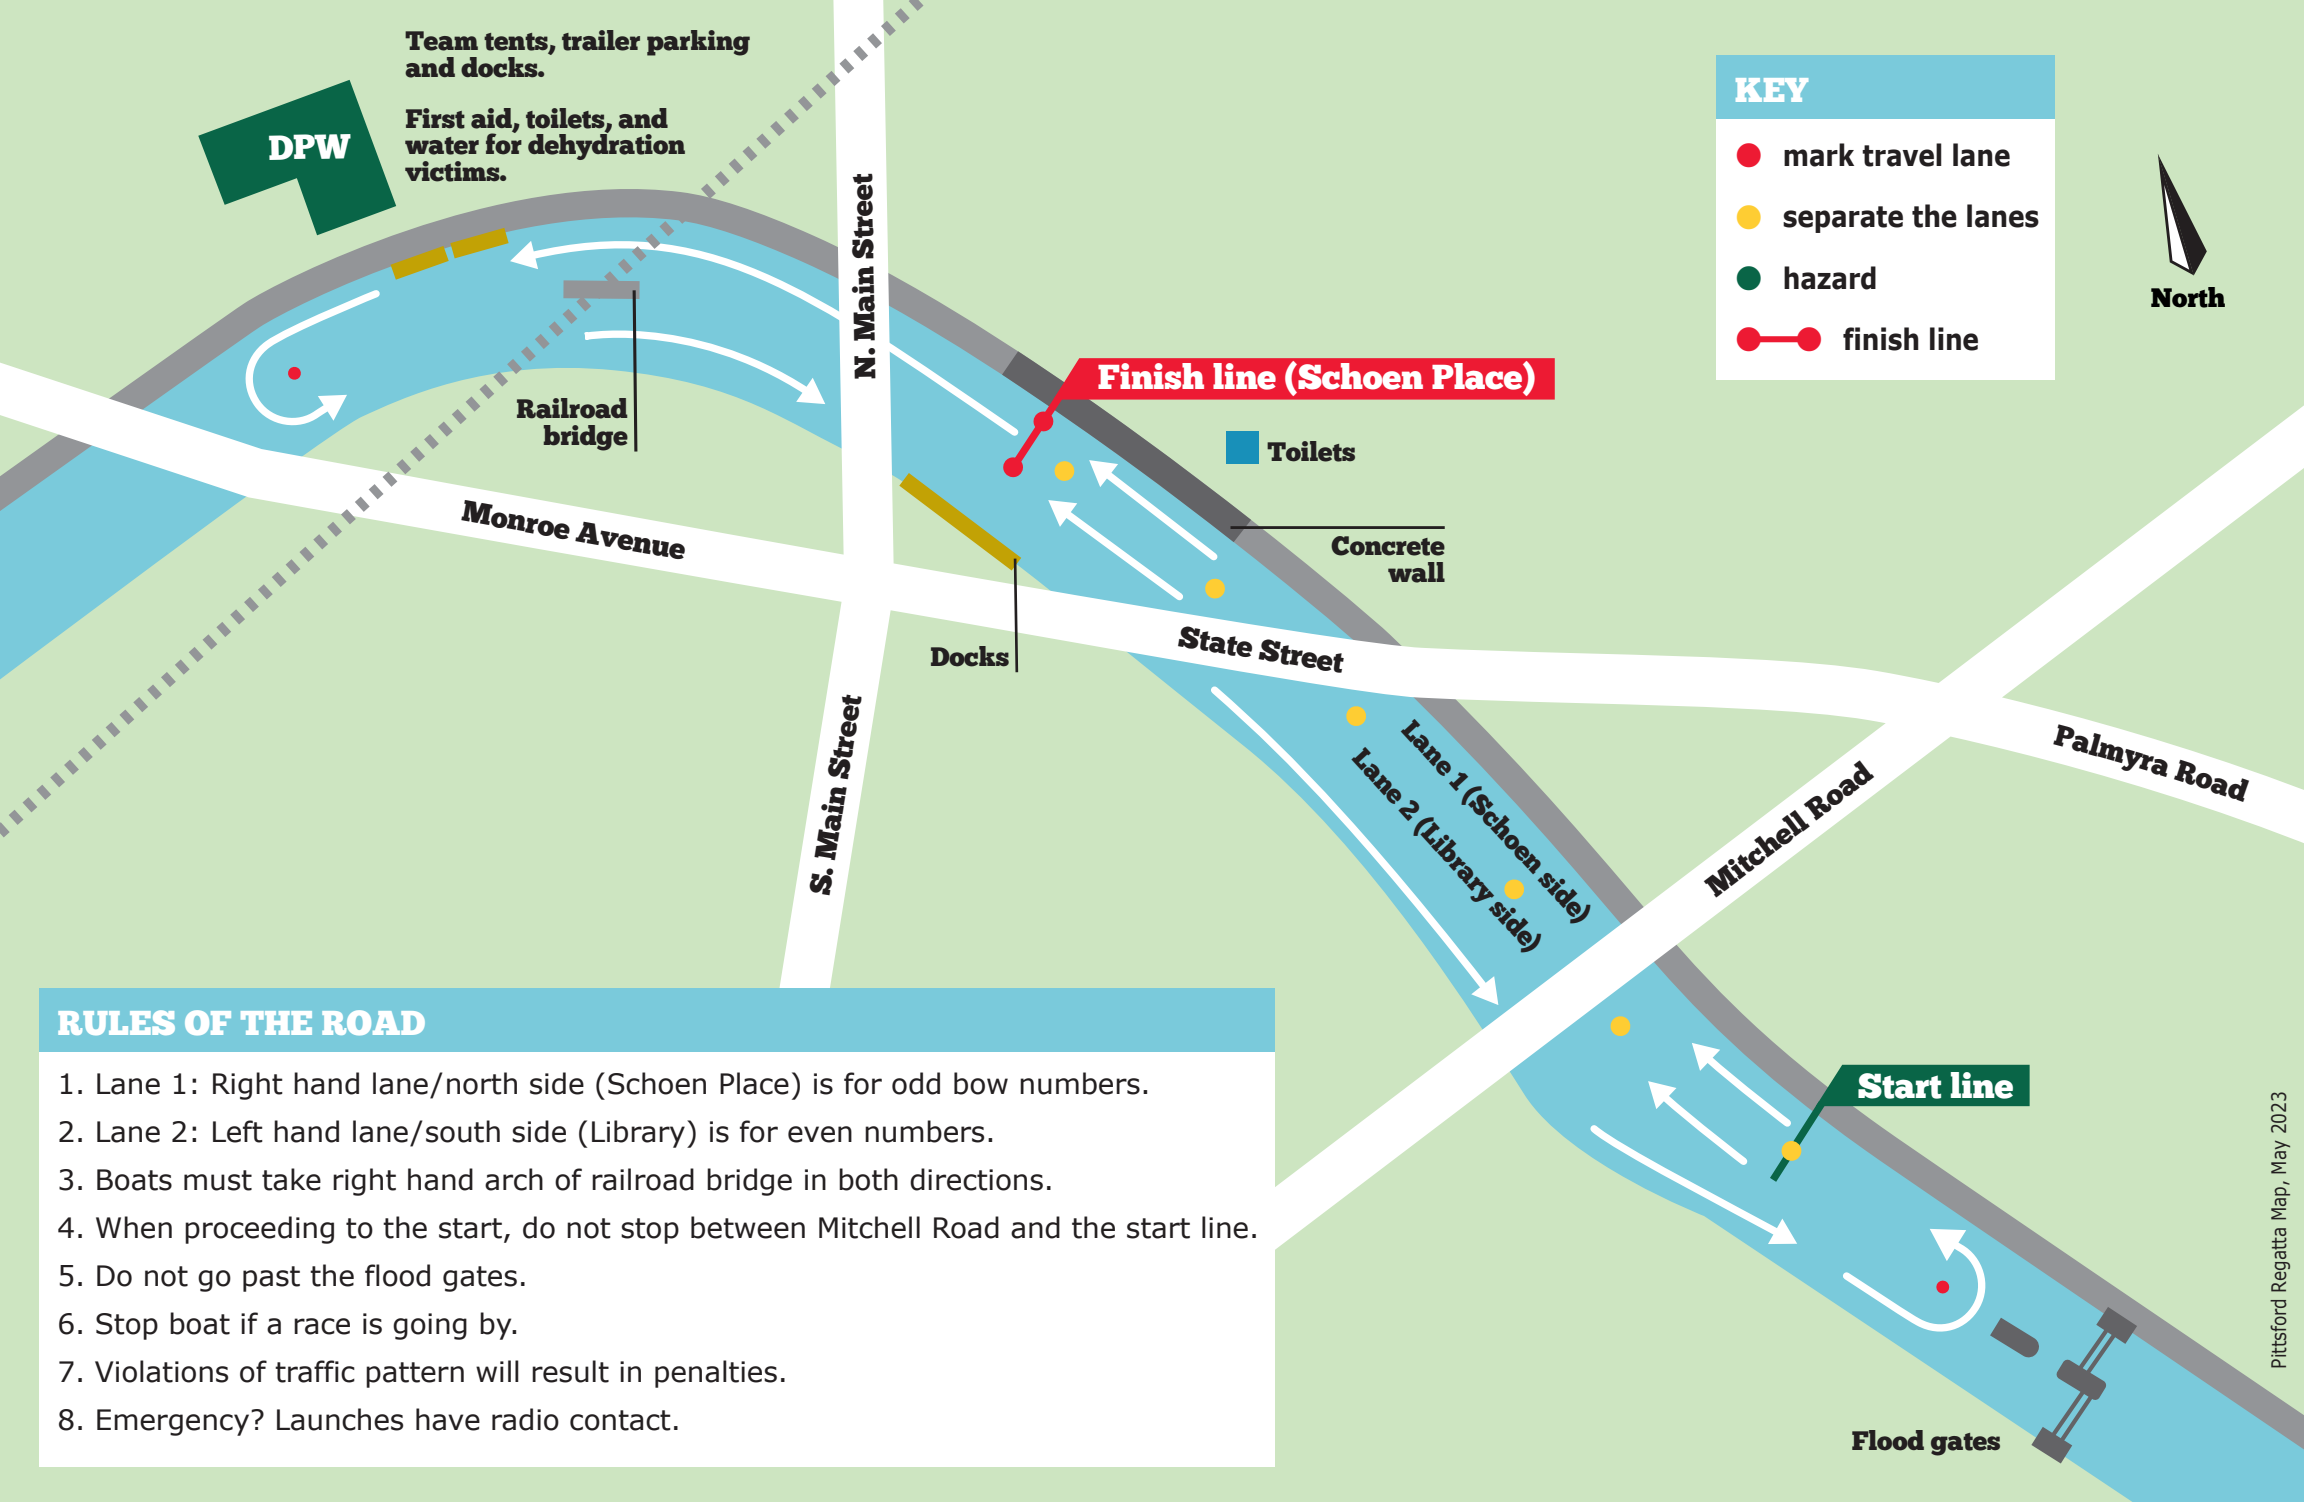 Team tents, trailer parking
and docks.
First aid, toilets, and
water for dehydration
victims.
DPW
KEY
mark travel lane
separate the lanes
hazard
finish line
North
N. Main Street
Finish line (Schoen Place)
Railroad
bridge
Toilets
Monroe Avenue
Concrete
wall
Docks
State Street
S. Main Street
Lane 1 (Schoen side)
Lane 2 (Library side)
Palmyra Road
Mitchell Road
Start line
Flood gates
RULES OF THE ROAD
1. Lane 1: Right hand lane/north side (Schoen Place) is for odd bow numbers.
2. Lane 2: Left hand lane/south side (Library) is for even numbers.
3. Boats must take right hand arch of railroad bridge in both directions.
4. When proceeding to the start, do not stop between Mitchell Road and the start line.
5. Do not go past the flood gates.
6. Stop boat if a race is going by.
7. Violations of traffic pattern will result in penalties.
8. Emergency? Launches have radio contact.
Pittsford Regatta Map, May 2023